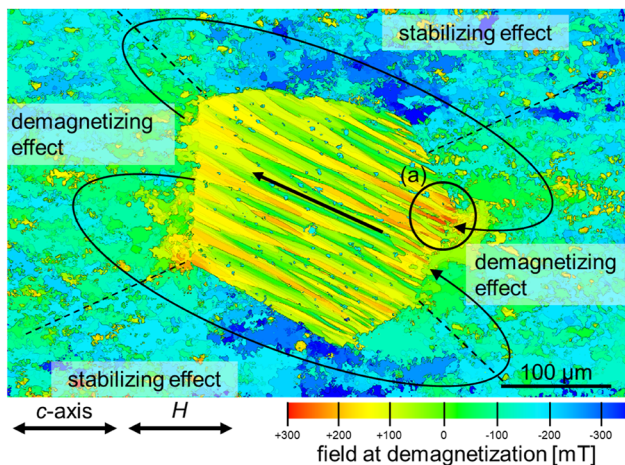 stabilizing effect
demagnetizing
effect
(a)
demagnetizing
effect
stabilizing effect
100 µm
c-axis
H
+300 +200 +100 0 -100 -200 -300
field at demagnetization [mT]